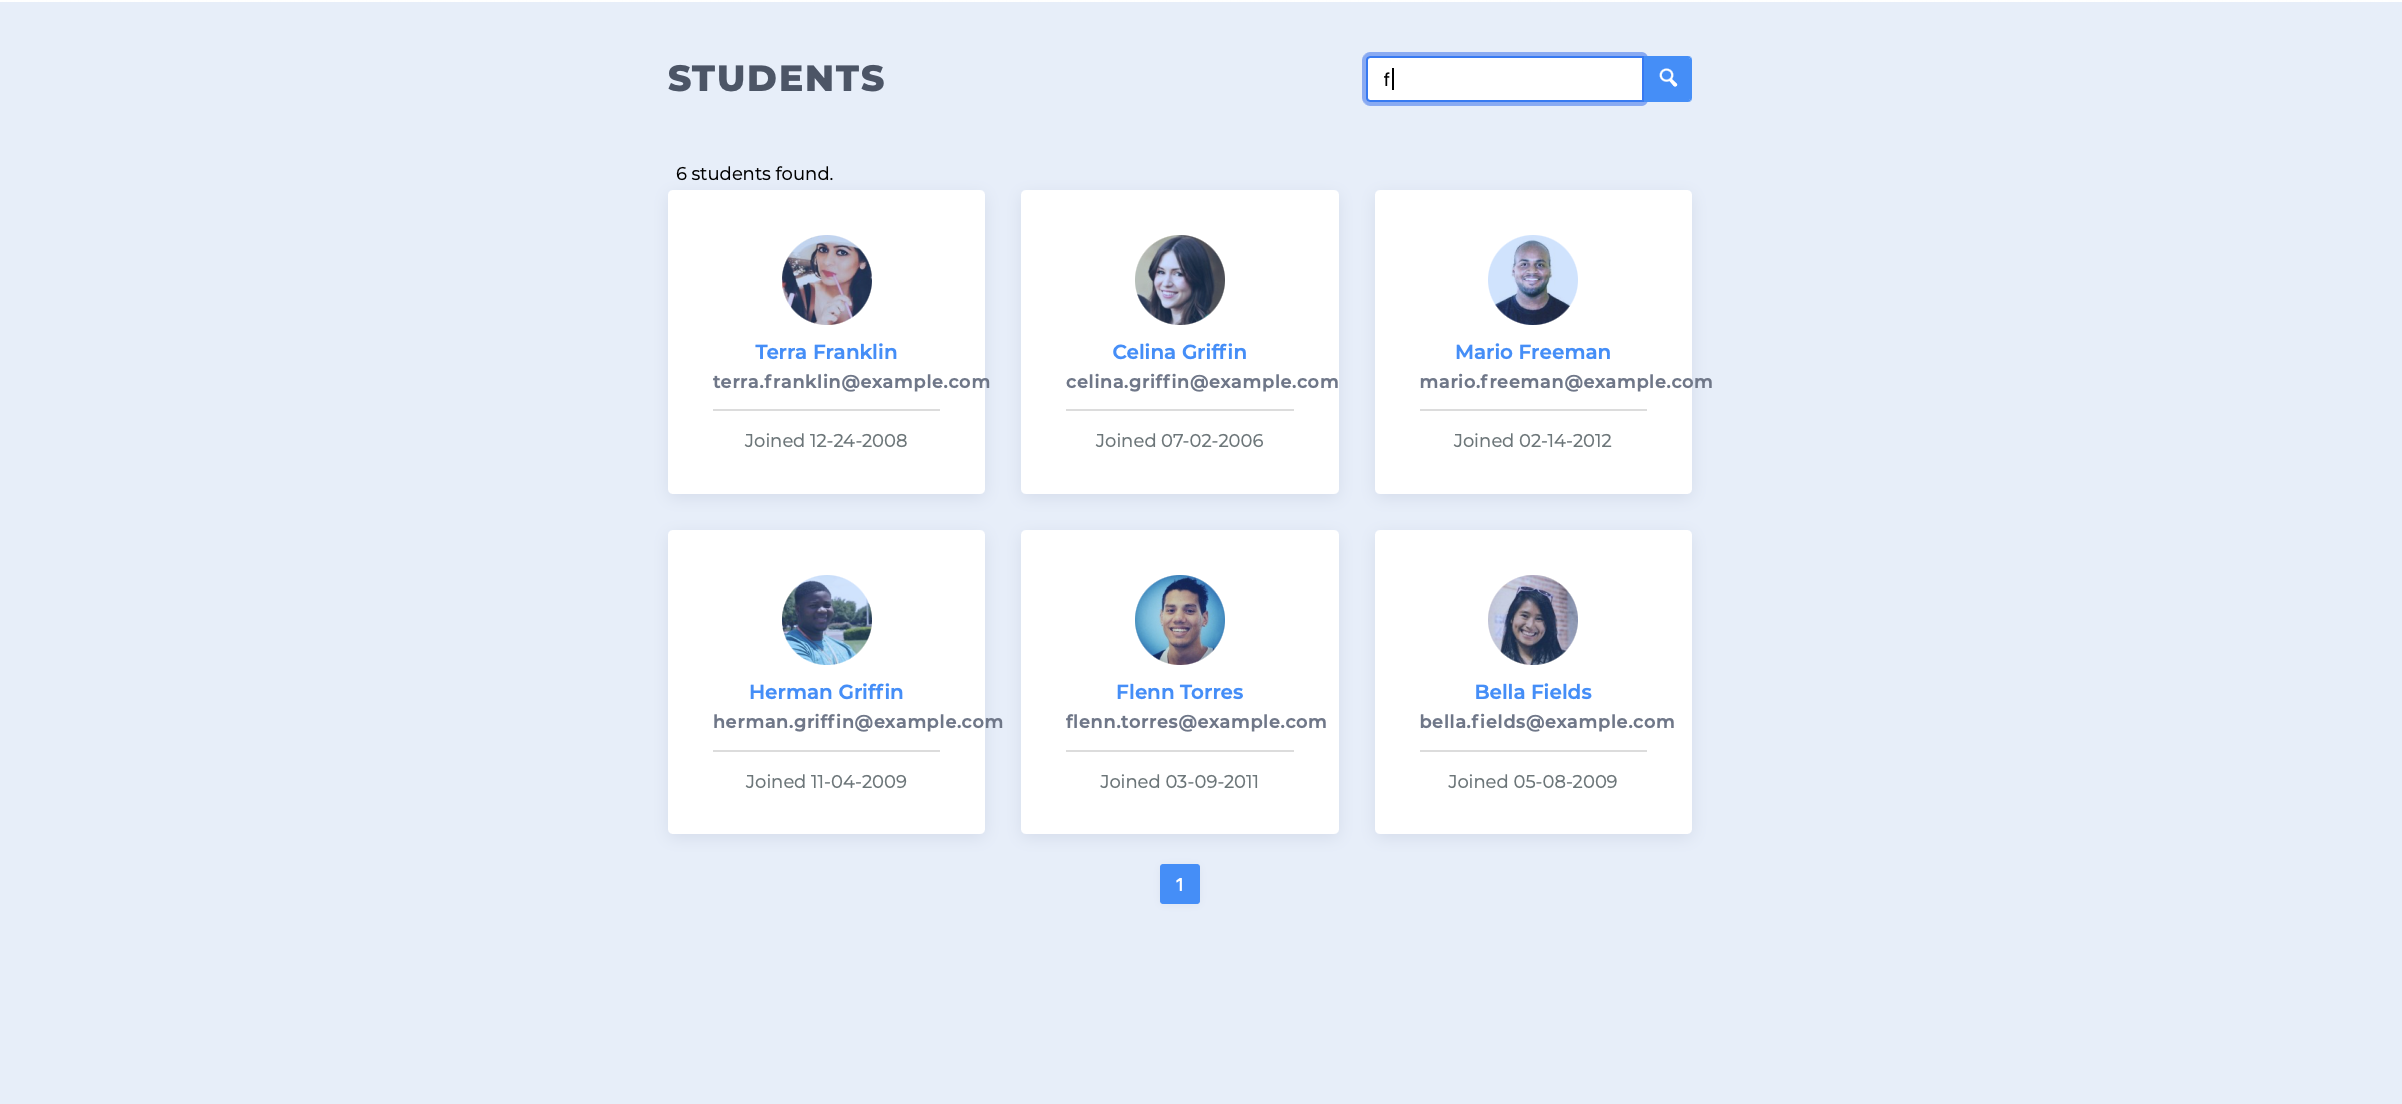 STUDENTS
f
6 students found.
Terra Franklin
terra.franklin@example.com
Joined 12-24-2008
Celina Griffin
celina.griffin@example.com
Joined 07-02-2006
Mario Freeman
mario.freeman@example.com
Joined 02-14-2012
Herman Griffin
herman.griffin@example.com
Joined 11-04-2009
Flenn Torres
flenn.torres@example.com
Joined 03-09-2011
Bella Fields
bella.fields@example.com
Joined 05-08-2009
1